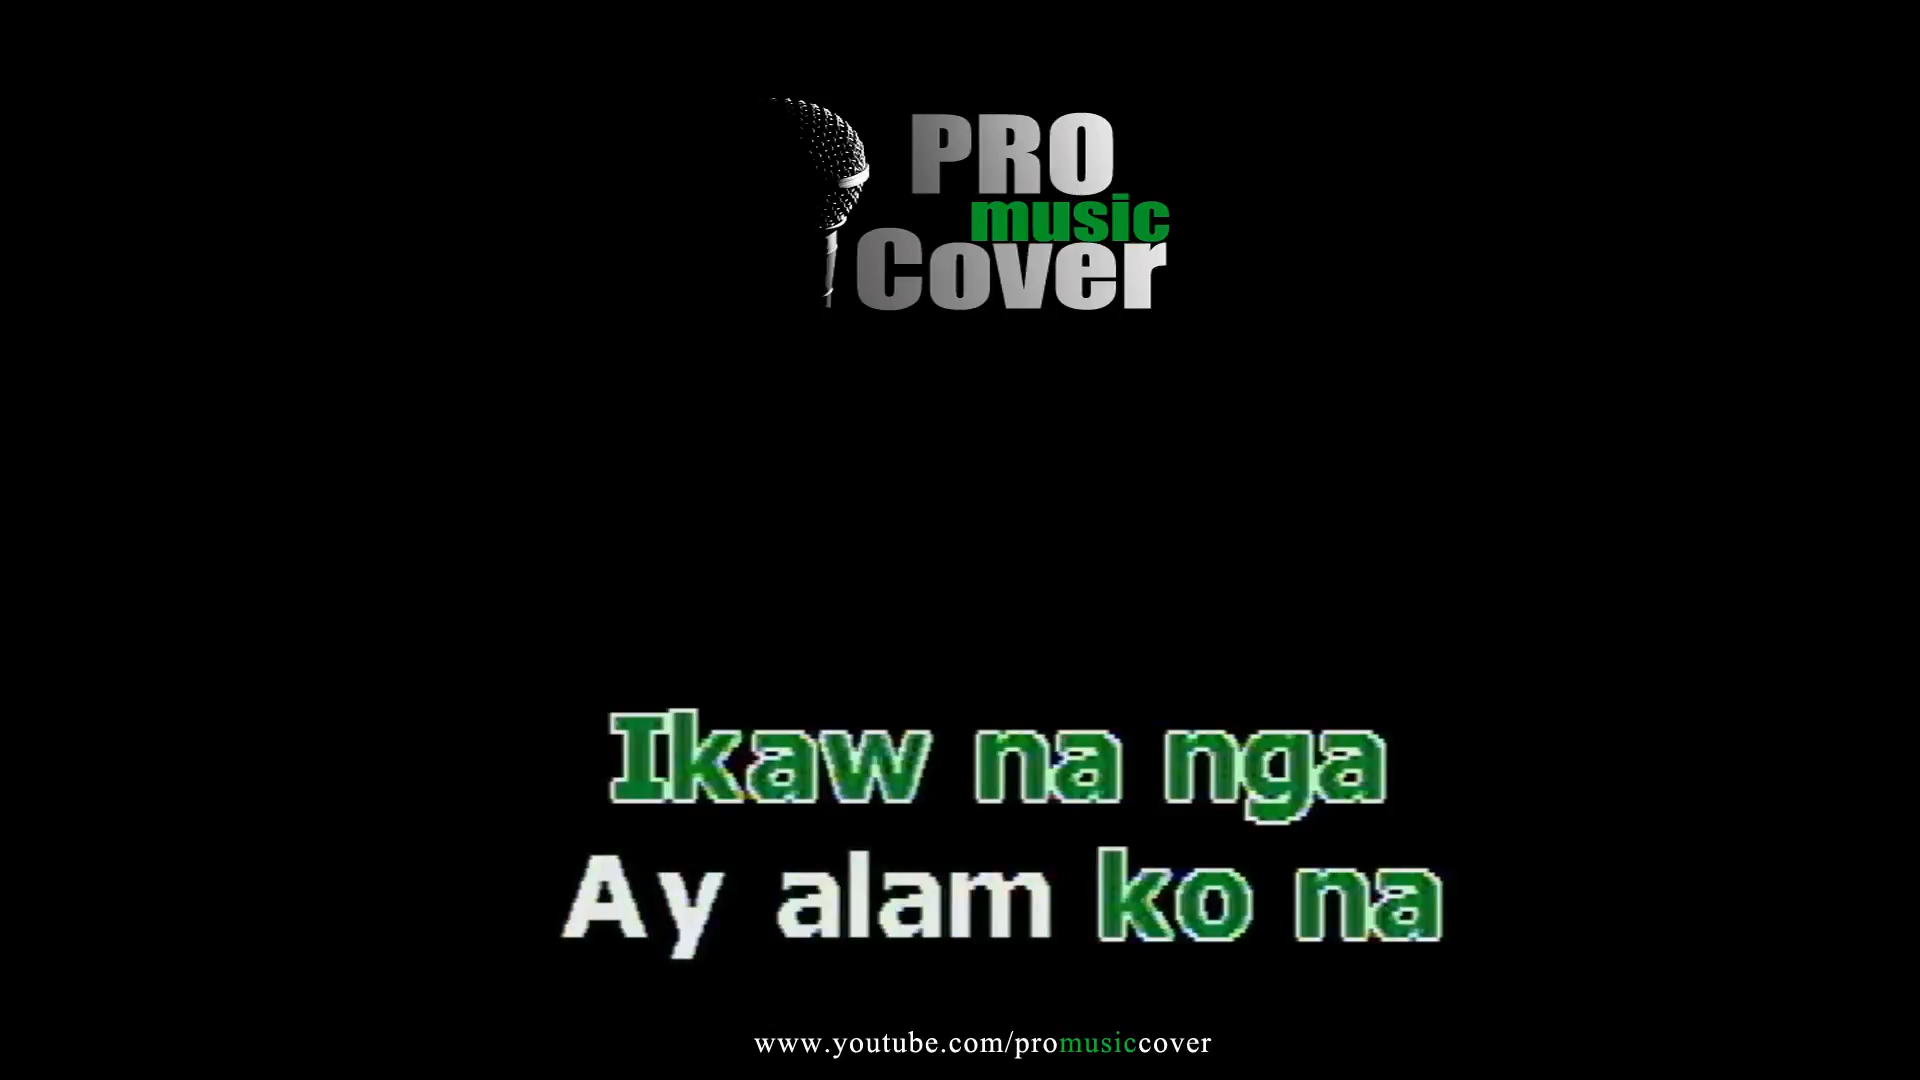 PRO
music
Cover
Ikaw na nga
Ay alam ko na
www.youtube.com/promusiccover